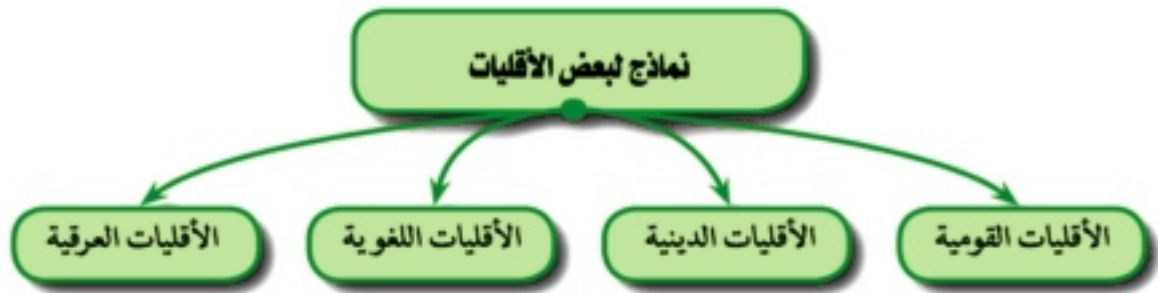 نماذج لبعض الأقليات
الأقليات القومية
الأقليات الدينية
الأقليات اللغوية
الأقليات العرقية